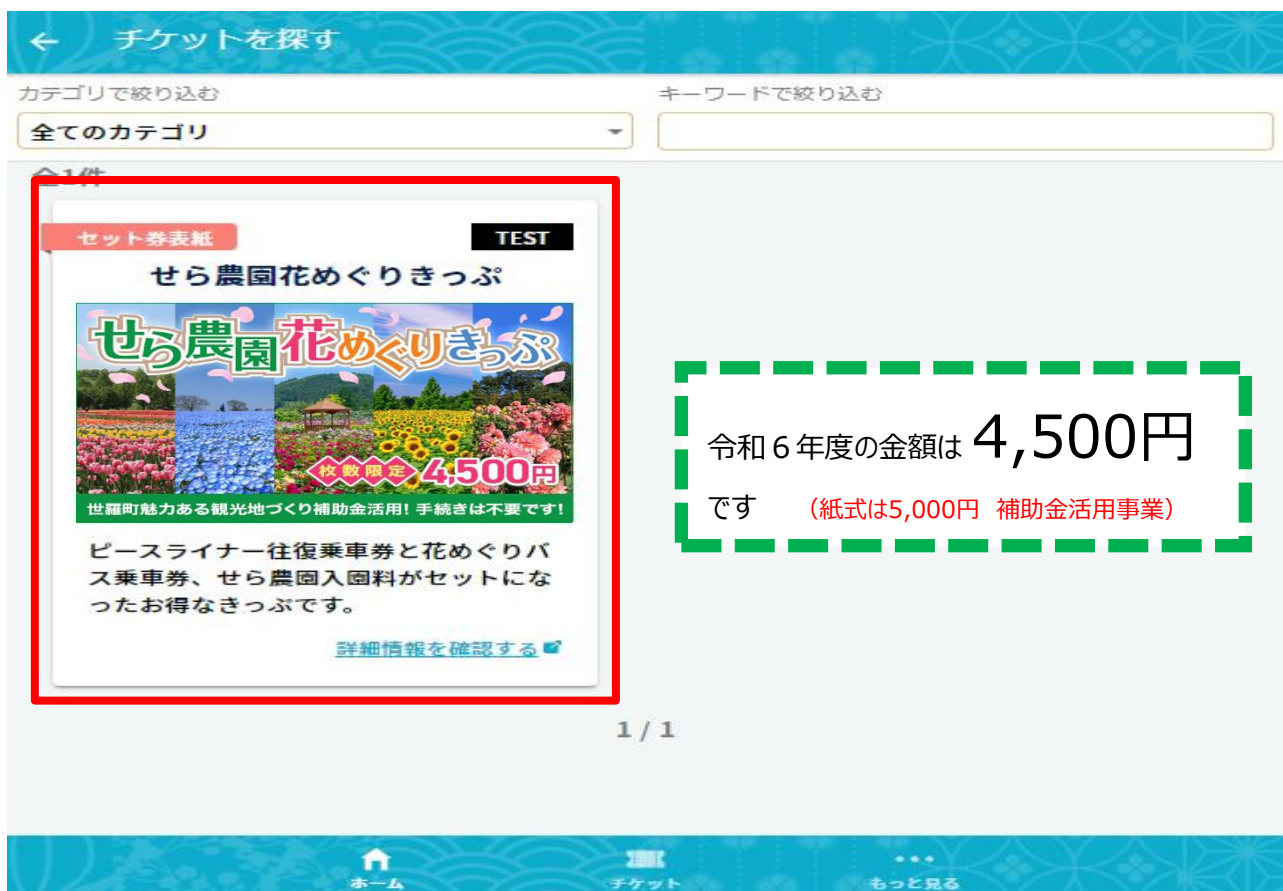 チケットを探す
カテゴリで絞り込む
キーワードで絞り込む
全てのカテゴリ
全1件
セット券表紙
TEST
せら農園花めぐりきっぷ
せら農園花めぐりきっぷ
枚数限定 4,500円
世羅町魅力ある観光地づくり補助金活用! 手続きは不要です!
ピースライナー往復乗車券と花めぐりバ
ス乗車券、せら農園入園料がセットにな
ったお得なきっぷです。
詳細情報を確認する
令和6年度の金額は 4,500円
です (紙式は5,000円 補助金活用事業)
1 / 1
ホーム
チケット
もっと見る